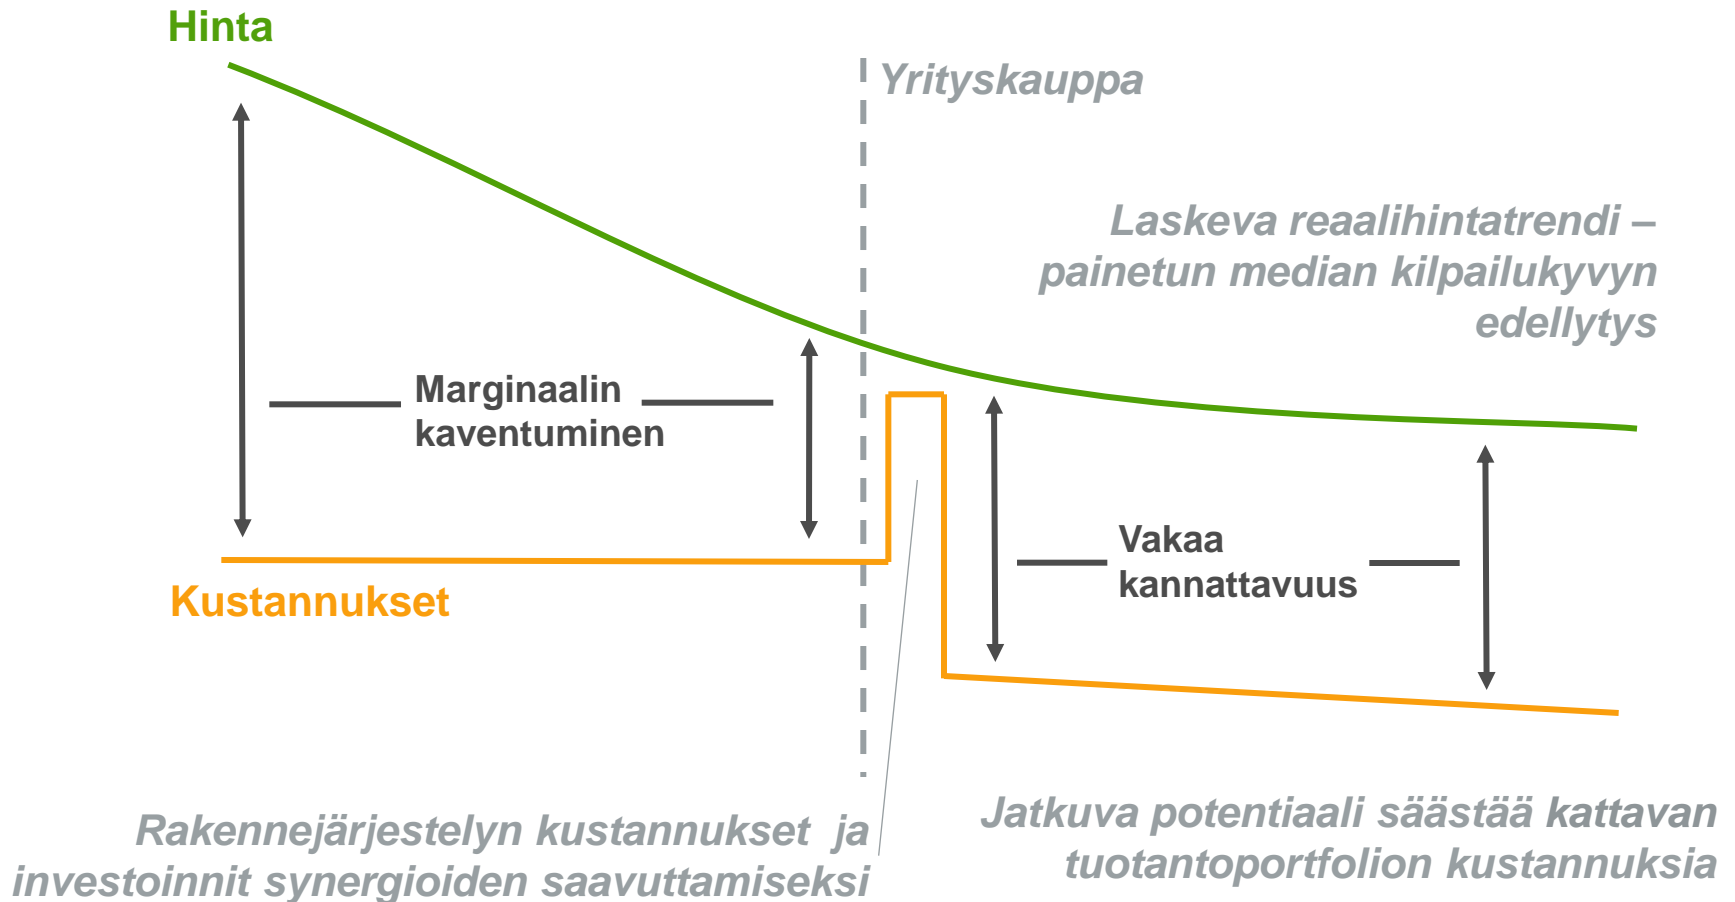 Hinta
Yrityskauppa
Laskeva reaalihintatrendi –
painetun median kilpailukyvyn
edellytys
Marginaalin
kaventuminen
Vakaa
kannattavuus
Kustannukset
Rakennejärjestelyn kustannukset ja
investoinnit synergioiden saavuttamiseksi
Jatkuva potentiaali säästää kattavan
tuotantoportfolion kustannuksia